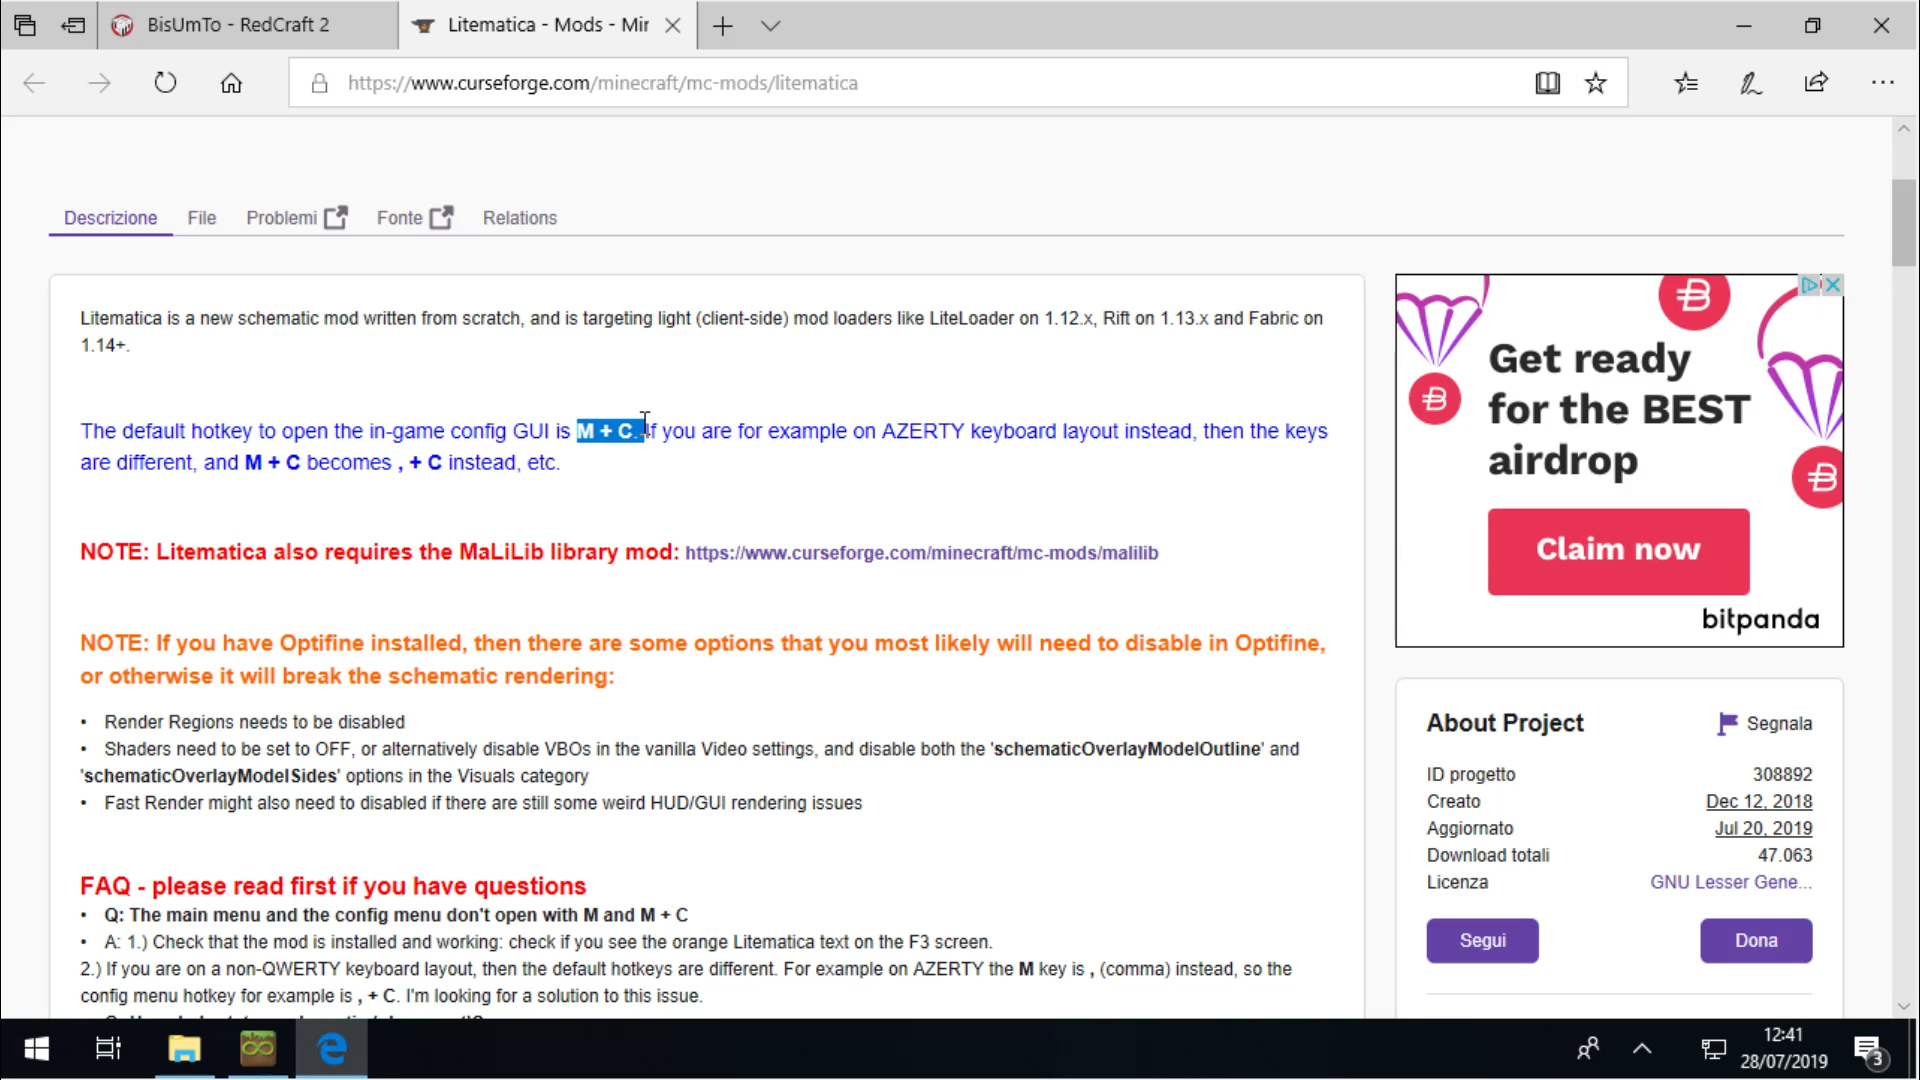 BisUmTo - RedCraft 2
Litematica - Mods - Mir
https://www.curseforge.com/minecraft/mc-mods/litematica
Descrizione
File
Problemi
Fonte
Relations
Litematica is a new schematic mod written from scratch, and is targeting light (client-side) mod loaders like LiteLoader on 1.12.x, Rift on 1.13.x and Fabric on
1.14+.
The default hotkey to open the in-game config GUI is M + C. If you are for example on AZERTY keyboard layout instead, then the keys
are different, and M + C becomes , + C instead, etc.
NOTE: Litematica also requires the MaLiLib library mod: https://www.curseforge.com/minecraft/mc-mods/malilib
NOTE: If you have Optifine installed, then there are some options that you most likely will need to disable in Optifine,
or otherwise it will break the schematic rendering:
• Render Regions needs to be disabled
• Shaders need to be set to OFF, or alternatively disable VBOs in the vanilla Video settings, and disable both the 'schematicOverlayModelOutline' and
'schematicOverlayModelSides' options in the Visuals category
• Fast Render might also need to disabled if there are still some weird HUD/GUI rendering issues
FAQ - please read first if you have questions
• Q: The main menu and the config menu don't open with M and M + C
• A: 1.) Check that the mod is installed and working: check if you see the orange Litematica text on the F3 screen.
2.) If you are on a non-QWERTY keyboard layout, then the default hotkeys are different. For example on AZERTY the M key is , (comma) instead, so the
config menu hotkey for example is , + C. I'm looking for a solution to this issue.
Get ready
for the BEST
airdrop
Claim now
bitpanda
About Project
Segnala
ID progetto 308892
Creato Dec 12, 2018
Aggiornato Jul 20, 2019
Download totali 47.063
Licenza GNU Lesser Gene...
Segui
Dona
12:41
28/07/2019
3